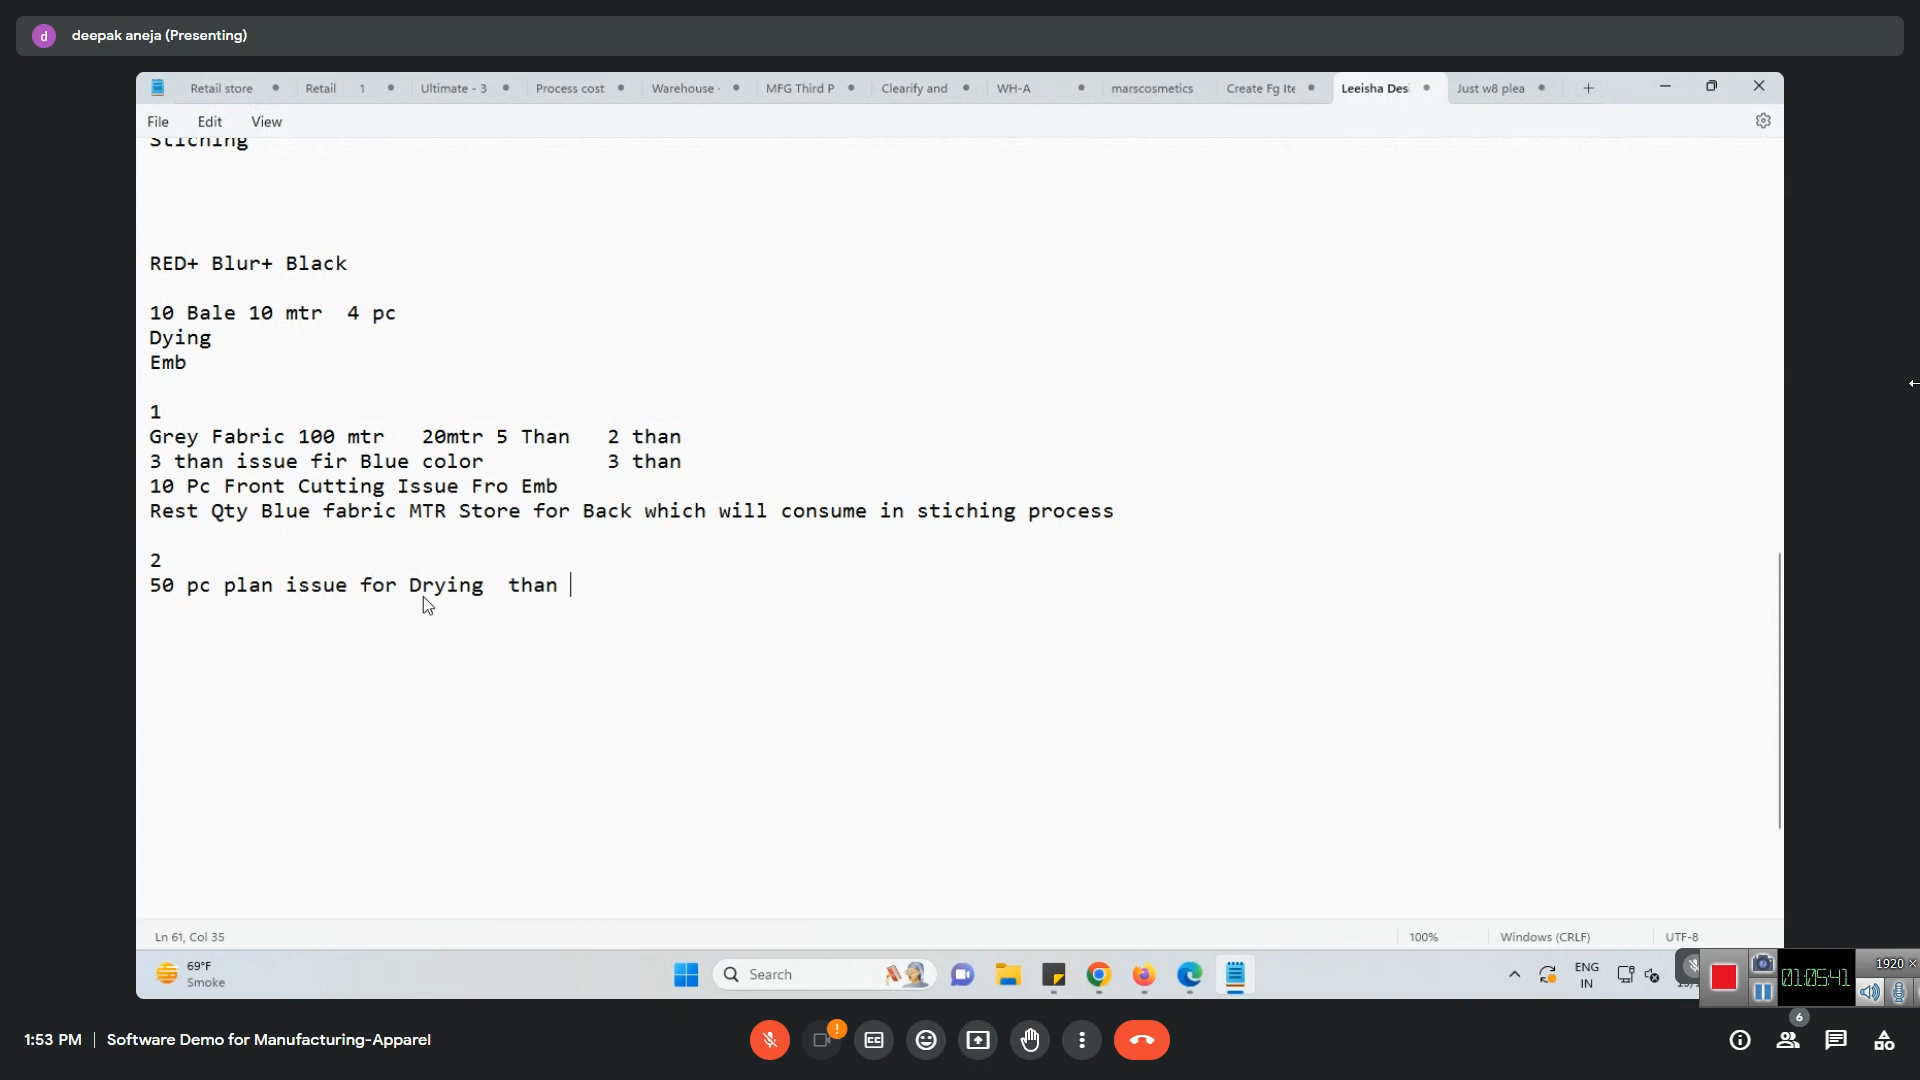 d deepak aneja (Presenting)
Retail store Retail 1 Ultimate - 3 Process cost Warehouse - MFG Third P Clearify and WH-A marscosmetics Create Fg Ite Leeisha Desi Just w8 plea
File Edit View
Stiching
RED+ Blur+ Black
10 Bale 10 mtr 4 pc
Dying
Emb
1
Grey Fabric 100 mtr 20mtr 5 Than 2 than
3 than issue fir Blue color 3 than
10 Pc Front Cutting Issue Fro Emb
Rest Qty Blue fabric MTR Store for Back which will consume in stiching process
2
50 pc plan issue for Drying than
Ln 61, Col 35 100% Windows (CRLF) UTF-8
69°F
Smoke
Search
ENG
IN
1920
01:05:41
6
1:53 PM | Software Demo for Manufacturing-Apparel